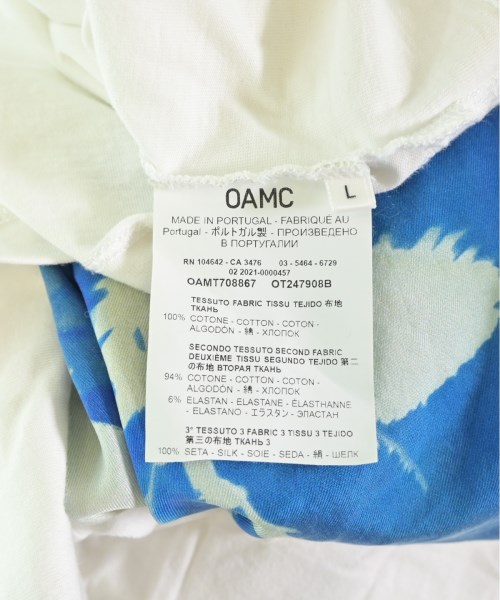 OAMC
L
MADE IN PORTUGAL - FABRIQUÉ AU
Portugal - ポルトガル製 - ПРОИЗВЕДЕНО
В ПОРТУГАЛИИ
RN 104642 - CA 3476 03 - 5464 - 6729
02 2021-0000457
OAMT708867 OT247908B
TESSUTO FABRIC TISSU TEJIDO 布地
ТКАНЬ
100% COTONE - COTTON - COTON -
ALGODÓN - 綿 - ХЛОПОК
SECONDO TESSUTO SECOND FABRIC
DEUXIÈME TISSU SEGUNDO TEJIDO 第二
の布地 ВТОРАЯ ТКАНЬ
94% COTONE - COTTON - COTON -
ALGODÓN - 綿 - ХЛОПОК
6% ELASTAN - ELASTANE - ÉLASTHANNE
- ELASTANO - エラスタン - ЭЛАСТАН
3° TESSUTO 3 FABRIC 3 TISSU 3 TEJIDO
第三の布地 ТКАНЬ 3
100% SETA - SILK - SOIE - SEDA - 絹 - ШЕЛК